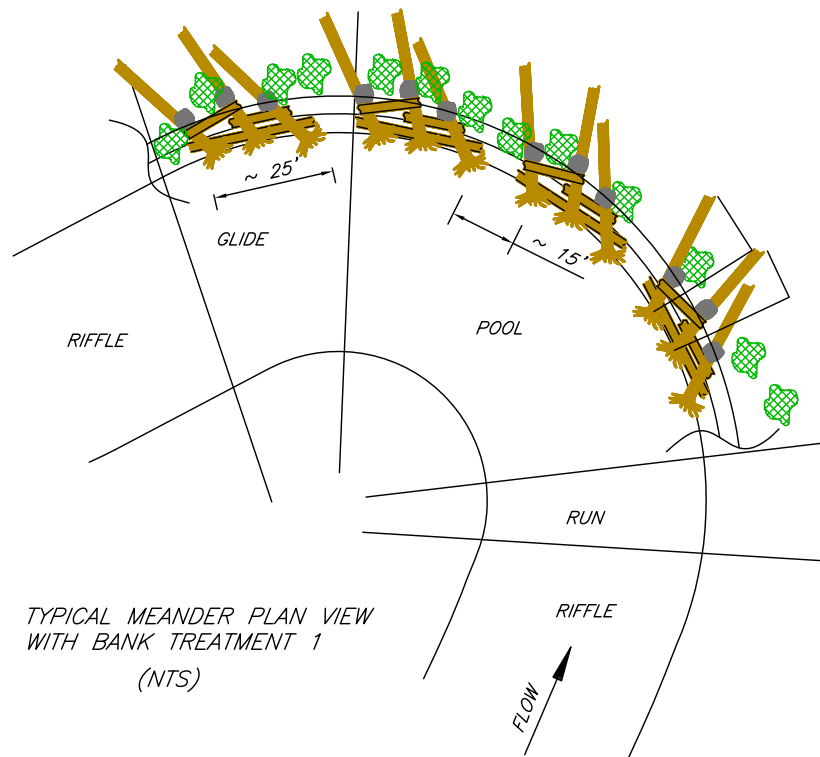 ~ 25'
GLIDE
~ 15'
RIFFLE
POOL
RUN
RIFFLE
TYPICAL MEANDER PLAN VIEW
WITH BANK TREATMENT 1
(NTS)
FLOW